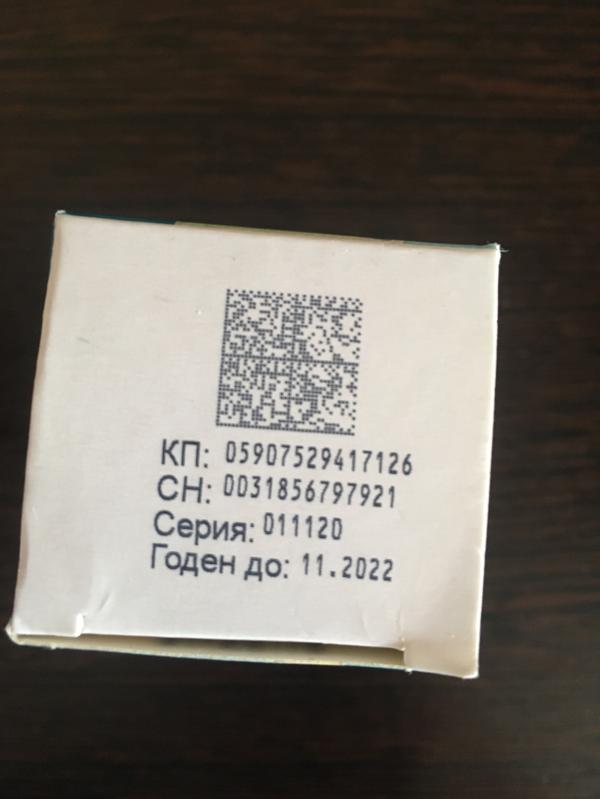 КП: 05907529417126
СН: 0031856797921
Серия: 011120
Годен до: 11.2022